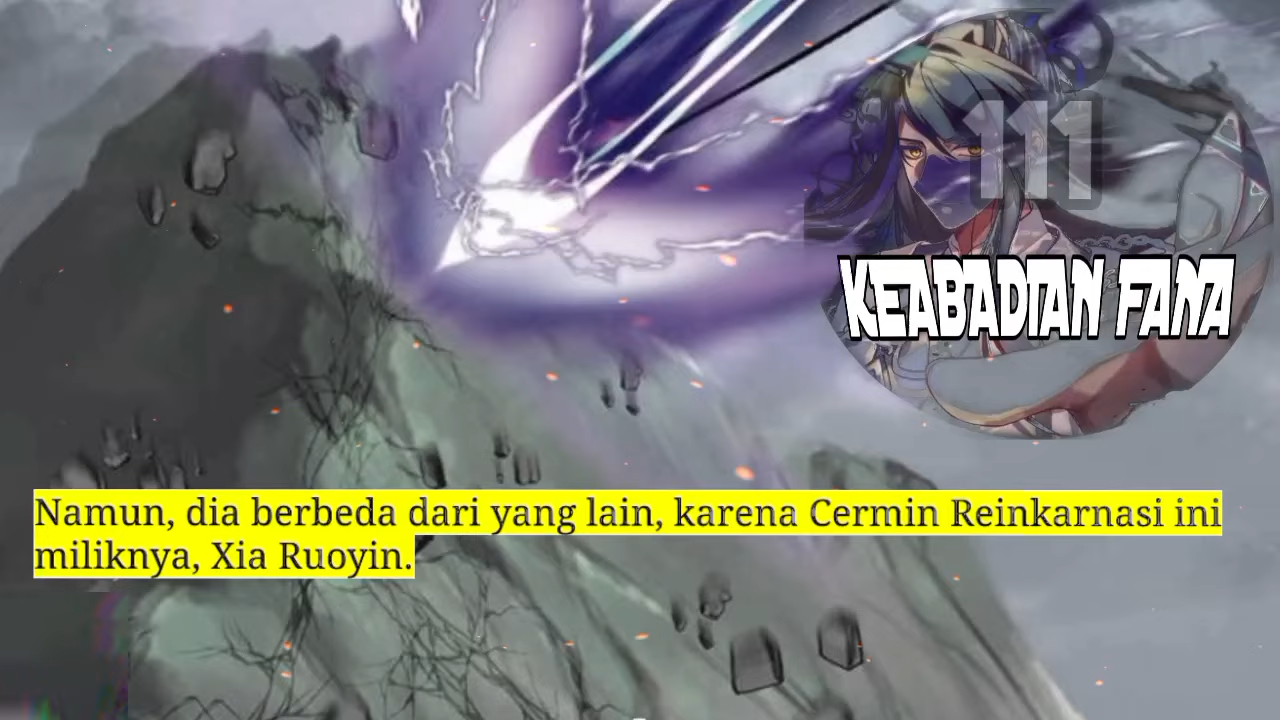 111
KEABADIAN FANA
Namun, dia berbeda dari yang lain, karena Cermin Reinkarnasi ini
miliknya, Xia Ruoyin.